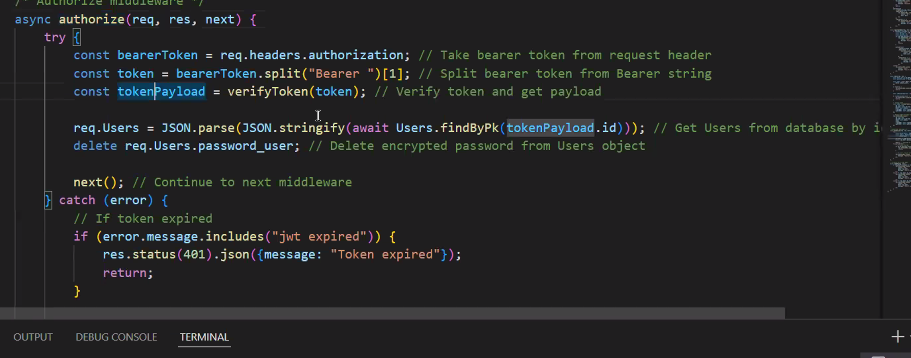 /* Authorize middleware */
async authorize(req, res, next) {
try {
const bearerToken = req.headers.authorization; // Take bearer token from request header
const token = bearerToken.split("Bearer ")[1]; // Split bearer token from Bearer string
const tokenPayload = verifyToken(token); // Verify token and get payload
req.Users = JSON.parse(JSON.stringify(await Users.findByPk(tokenPayload.id))); // Get Users from database by
delete req.Users.password_user; // Delete encrypted password from Users object
next(); // Continue to next middleware
} catch (error) {
// If token expired
if (error.message.includes("jwt expired")) {
res.status(401).json({message: "Token expired"});
return;
}
OUTPUT DEBUG CONSOLE TERMINAL